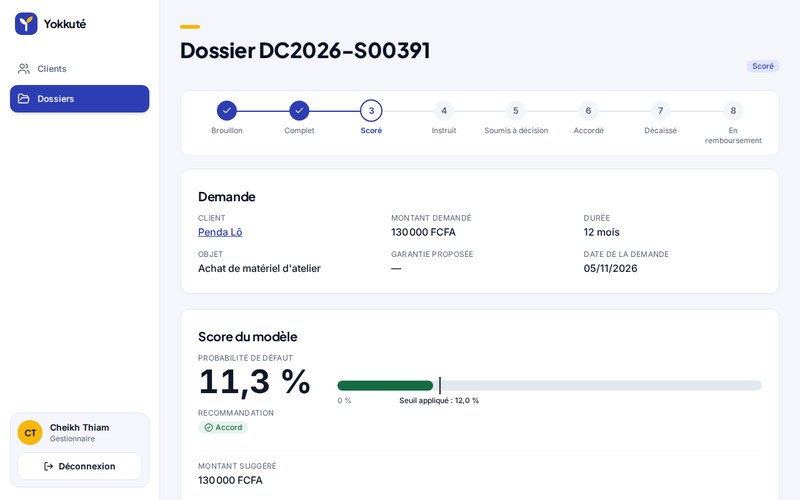 Yokkuté
Clients
Dossiers
Dossier DC2026-S00391
Scoré
3 4 5 6 7 8
Brouillon Complet Scoré Instruit Soumis à décision Accordé Décaissé En
remboursement
Demande
CLIENT MONTANT DEMANDÉ DURÉE
Penda Lô 130 000 FCFA 12 mois
OBJET GARANTIE PROPOSÉE DATE DE LA DEMANDE
Achat de matériel d'atelier — 05/11/2026
Score du modèle
PROBABILITÉ DE DÉFAUT
11,3 %
0 % Seuil appliqué : 12,0 %
RECOMMANDATION
Accord
MONTANT SUGGÉRÉ
130 000 FCFA
CT Cheikh Thiam
Gestionnaire
Déconnexion